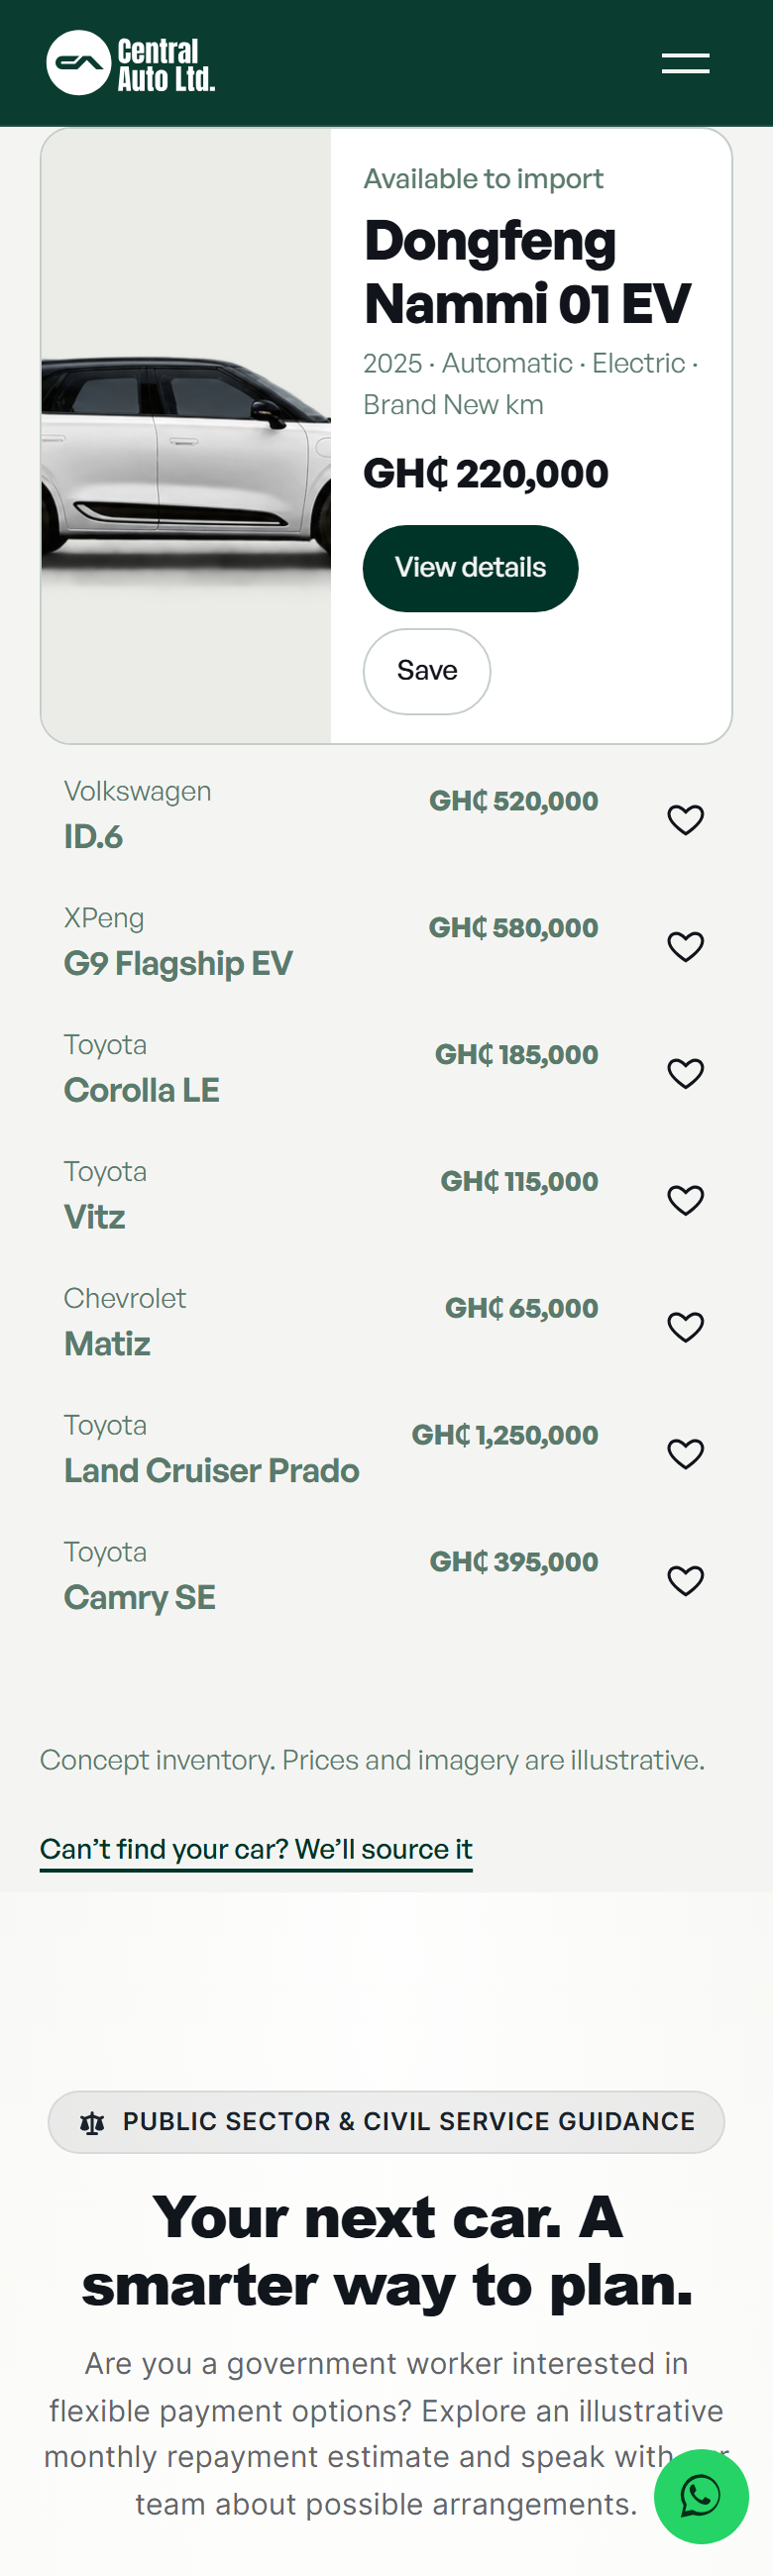 Central
Auto Ltd.
Available to import
Dongfeng
Nammi 01 EV
2025 · Automatic · Electric ·
Brand New km
GH₵ 220,000
View details
Save
Volkswagen
ID.6
GH₵ 520,000
XPeng
G9 Flagship EV
GH₵ 580,000
Toyota
Corolla LE
GH₵ 185,000
Toyota
Vitz
GH₵ 115,000
Chevrolet
Matiz
GH₵ 65,000
Toyota
Land Cruiser Prado
GH₵ 1,250,000
Toyota
Camry SE
GH₵ 395,000
Concept inventory. Prices and imagery are illustrative.
Can’t find your car? We’ll source it
PUBLIC SECTOR & CIVIL SERVICE GUIDANCE
Your next car. A
smarter way to plan.
Are you a government worker interested in
flexible payment options? Explore an illustrative
monthly repayment estimate and speak with
team about possible arrangements.